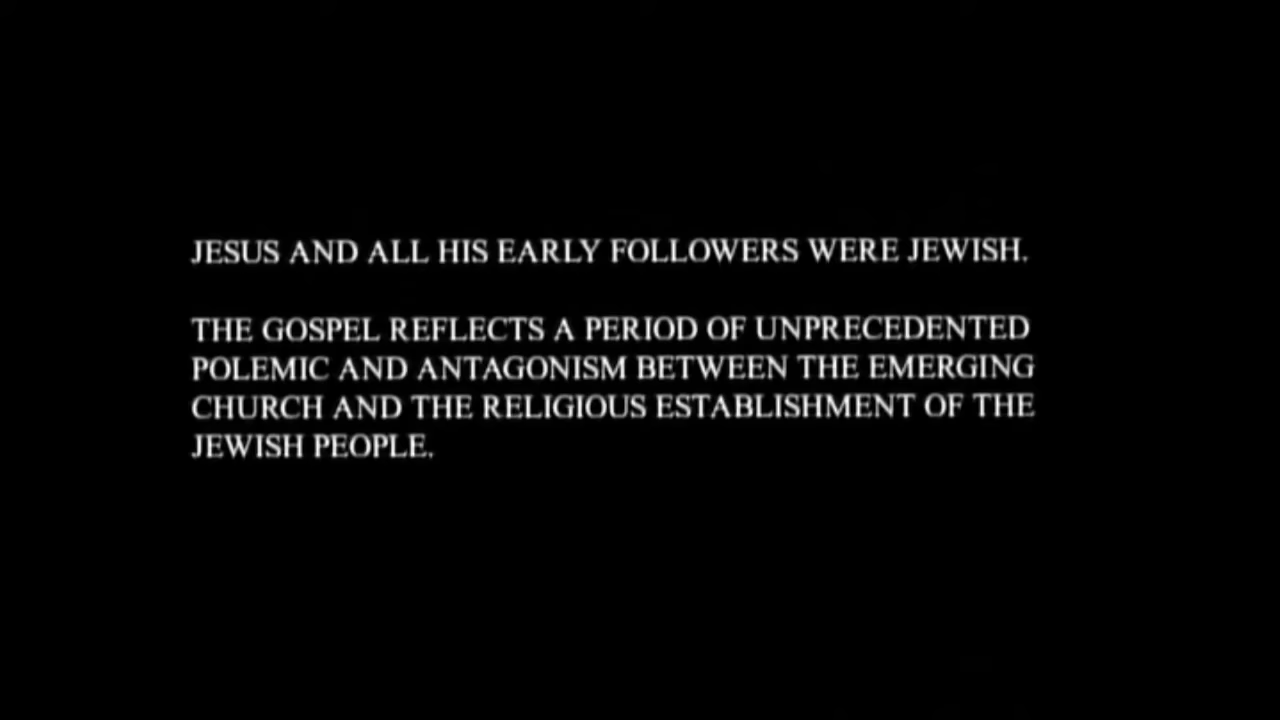 JESUS AND ALL HIS EARLY FOLLOWERS WERE JEWISH.
THE GOSPEL REFLECTS A PERIOD OF UNPRECEDENTED
POLEMIC AND ANTAGONISM BETWEEN THE EMERGING
CHURCH AND THE RELIGIOUS ESTABLISHMENT OF THE
JEWISH PEOPLE.